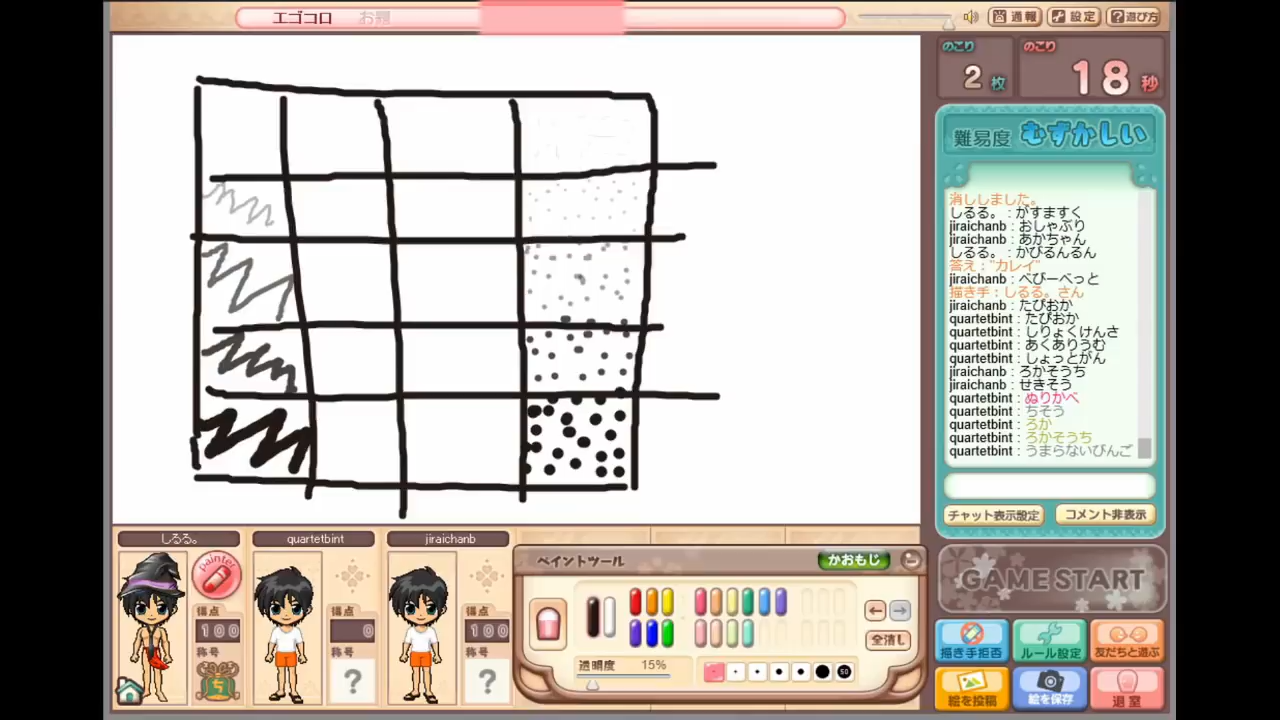 エゴコロ お題
通報 設定 遊び方
のこり 2 枚
のこり 18 秒
難易度 むずかしい
消ししました。
しるる。 : かすますく
jiraichanb : おしゃぶり
jiraichanb : あかちゃん
しるる。 : かびるんるん
答え : "カレイ"
jiraichanb : べびーべっと
描き手 : しるる。さん
jiraichanb : たぴおか
quartetbint : たぴおか
quartetbint : しりょくけんさ
quartetbint : あくありうむ
quartetbint : しょっとがん
jiraichanb : ろかそうち
jiraichanb : せきそう
quartetbint : ぬりかべ
quartetbint : ちそう
quartetbint : ろか
quartetbint : ろかそうち
quartetbint : うまらないびんご
チャット表示設定 コメント非表示
しるる。 quartetbint jiraichanb
painter
得点 100 得点 0 得点 100
称号 称号 称号
5 ? ?
ペイントツール かおもじ
全消し
透明度 15%
50
GAME START
描き手拒否 ルール設定 友だちと遊ぶ
絵を投稿 絵を保存 退室